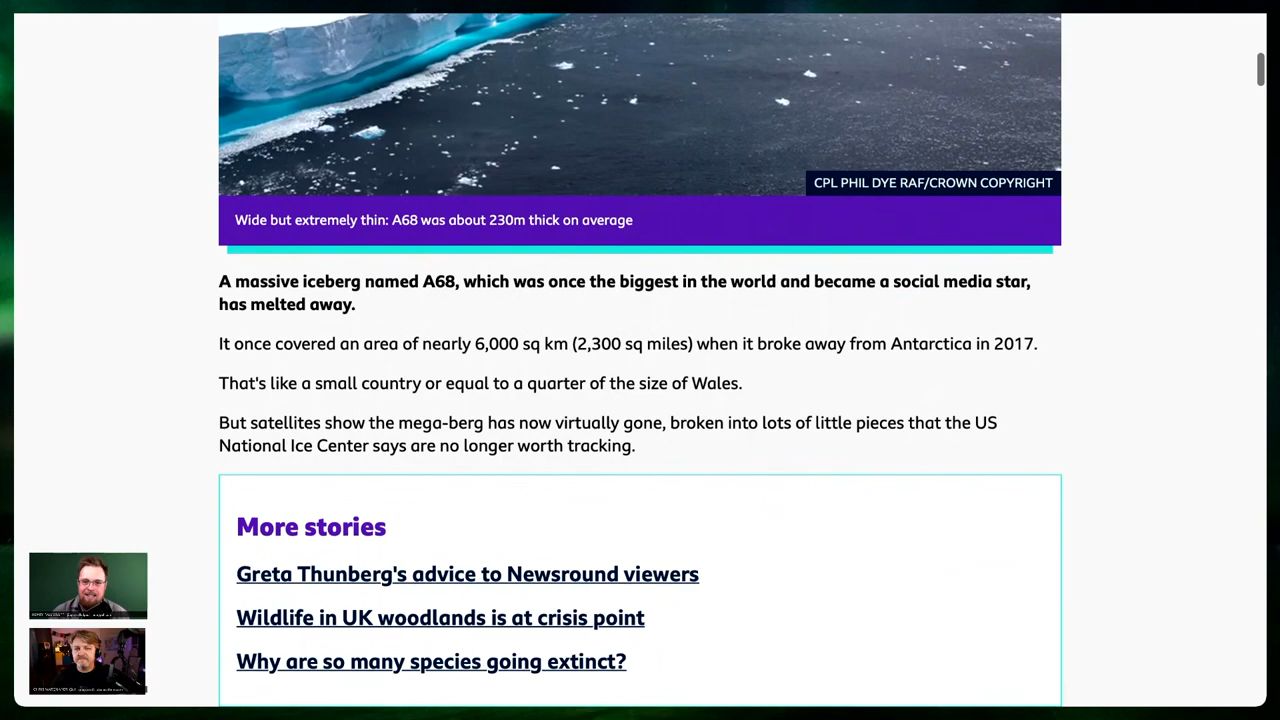 CPL PHIL DYE RAF/CROWN COPYRIGHT
Wide but extremely thin: A68 was about 230m thick on average
A massive iceberg named A68, which was once the biggest in the world and became a social media star,
has melted away.
It once covered an area of nearly 6,000 sq km (2,300 sq miles) when it broke away from Antarctica in 2017.
That's like a small country or equal to a quarter of the size of Wales.
But satellites show the mega-berg has now virtually gone, broken into lots of little pieces that the US
National Ice Center says are no longer worth tracking.
More stories
Greta Thunberg's advice to Newsround viewers
Wildlife in UK woodlands is at crisis point
Why are so many species going extinct?